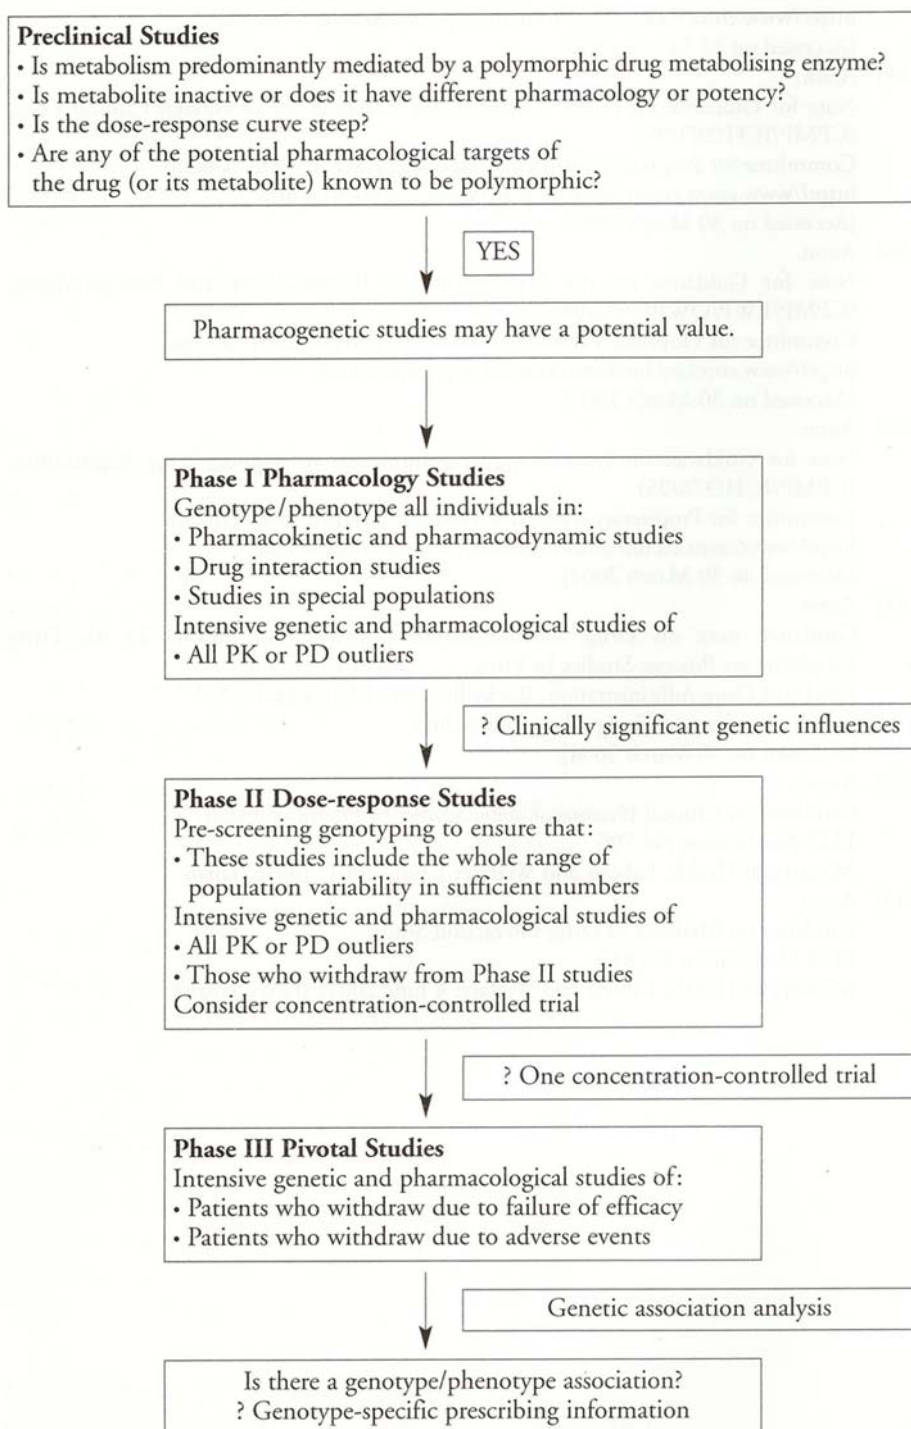 Preclinical Studies
• Is metabolism predominantly mediated by a polymorphic drug metabolising enzyme?
• Is metabolite inactive or does it have different pharmacology or potency?
• Is the dose-response curve steep?
• Are any of the potential pharmacological targets of
the drug (or its metabolite) known to be polymorphic?
YES
Pharmacogenetic studies may have a potential value.
Phase I Pharmacology Studies
Genotype/phenotype all individuals in:
• Pharmacokinetic and pharmacodynamic studies
• Drug interaction studies
• Studies in special populations
Intensive genetic and pharmacological studies of
• All PK or PD outliers
? Clinically significant genetic influences
Phase II Dose-response Studies
Pre-screening genotyping to ensure that:
• These studies include the whole range of
population variability in sufficient numbers
Intensive genetic and pharmacological studies of
• All PK or PD outliers
• Those who withdraw from Phase II studies
Consider concentration-controlled trial
? One concentration-controlled trial
Phase III Pivotal Studies
Intensive genetic and pharmacological studies of:
• Patients who withdraw due to failure of efficacy
• Patients who withdraw due to adverse events
Genetic association analysis
Is there a genotype/phenotype association?
? Genotype-specific prescribing information